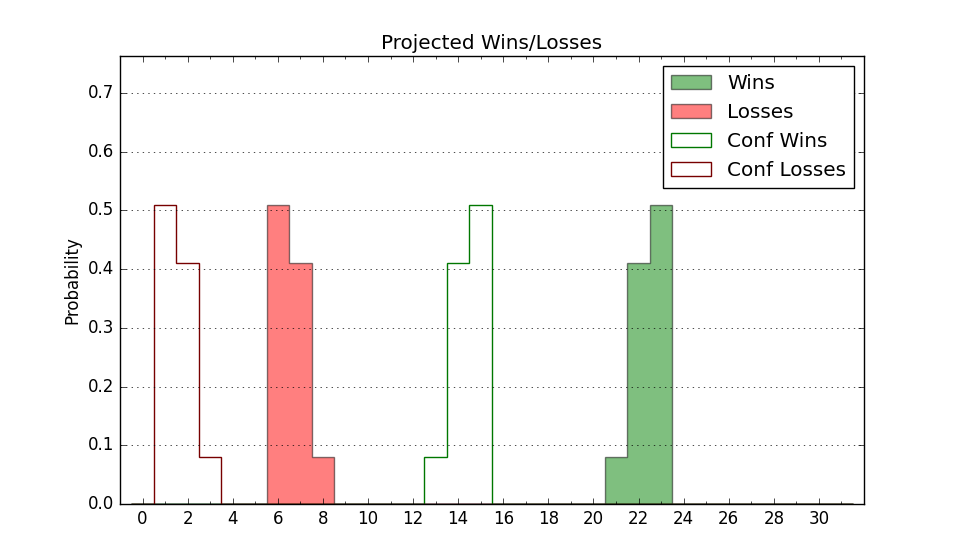 Projected Wins/Losses
Wins
Losses
Conf Wins
Conf Losses
Probability
0.7
0.6
0.5
0.4
0.3
0.2
0.1
0.0
0 2 4 6 8 10 12 14 16 18 20 22 24 26 28 30